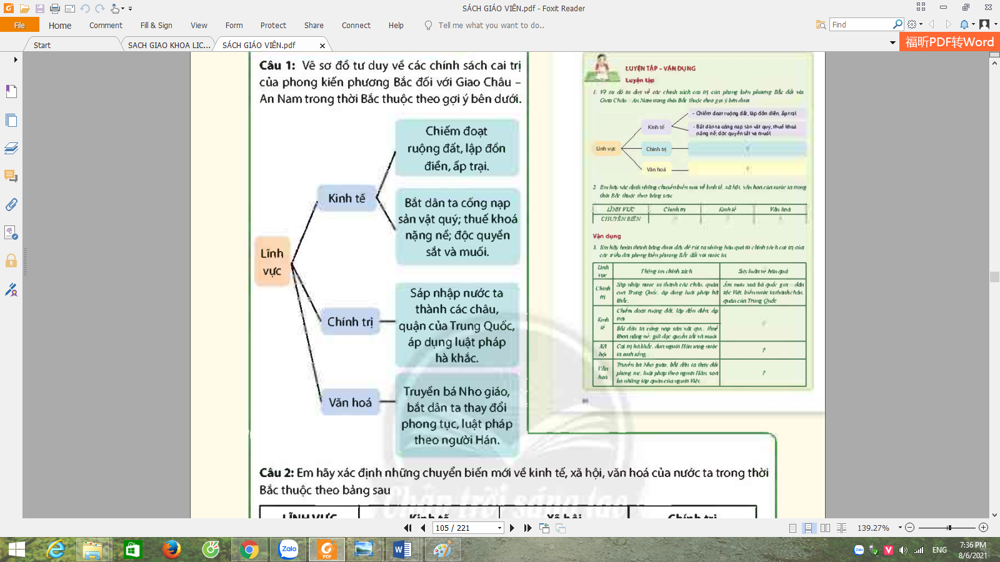 SÁCH GIÁO VIÊN.pdf - Foxit Reader
File Home Comment Fill & Sign View Form Protect Share Connect Help Tell me what you want to do..
Find
Start
SACH GIAO KHOA LIC...
SÁCH GIÁO VIÊN.pdf
福昕PDF转Word
Câu 1: Vẽ sơ đồ tư duy về các chính sách cai trị
của phong kiến phương Bắc đối với Giao Châu –
An Nam trong thời Bắc thuộc theo gợi ý bên dưới.
Lĩnh
vực
Kinh tế
Chiếm đoạt
ruộng đất, lập đồn
điền, ấp trại.
Bắt dân ta cống nạp
sản vật quý; thuế khoá
nặng nề; độc quyền
sắt và muối.
Chính trị
Sáp nhập nước ta
thành các châu,
quận của Trung Quốc,
áp dụng luật pháp
hà khắc.
Văn hoá
Truyền bá Nho giáo,
bắt dân ta thay đổi
phong tục, luật pháp
theo người Hán.
Câu 2: Em hãy xác định những chuyển biến mới về kinh tế, xã hội, văn hoá của nước ta trong thời
Bắc thuộc theo bảng sau
LĨNH VỰC Kinh tế Xã hội Chính trị
Chân trời sáng tạo
LUYỆN TẬP – VẬN DỤNG
Luyện tập
1. Vẽ sơ đồ tư duy về các chính sách cai trị của phong kiến phương Bắc đối với
Giao Châu – An Nam trong thời Bắc thuộc theo gợi ý bên dưới
Lĩnh vực
Kinh tế
- Chiếm đoạt ruộng đất, lập đồn điền, ấp trại.
- Bắt dân ta cống nạp sản vật quý, thuế khoá
nặng nề; độc quyền sắt và muối.
Chính trị
Văn hoá
2. Em hãy xác định những chuyển biến mới về kinh tế, xã hội, văn hoá của nước ta trong
thời Bắc thuộc theo bảng sau:
LĨNH VỰC Chính trị Kinh tế Văn hoá
CHUYỂN BIẾN
Vận dụng
3. Em hãy hoàn thành bảng dưới đây để rút ra những hậu quả từ chính sách cai trị của
các triều đại phong kiến phương Bắc đối với nước ta.
Lĩnh
vực
Thông tin chính sách
Suy luận về hậu quả
Chính
trị
Sáp nhập nước ta thành các châu, quận
của Trung Quốc, áp dụng luật pháp hà
khắc.
Âm mưu xoá bỏ quốc gia – dân
tộc Việt, biến nước ta thành châu,
quận của Trung Quốc
Kinh
tế
Chiếm đoạt ruộng đất, lập đồn điền, ấp
trại
Bắt dân ta cống nạp sản vật quý; thuế
khoá nặng nề; giữ độc quyền sắt và muối
Xã
hội
Cai trị hà khắc, đưa người Hán sang nước
ta sinh sống.
?
Văn
hoá
Truyền bá Nho giáo, bắt dân ta thay đổi
phong tục, luật pháp theo người Hán, xoá
bỏ những tập quán của người Việt.
?
105 / 221
139.27%
Zalo
PDF
ENG
7:36 PM
8/6/2021